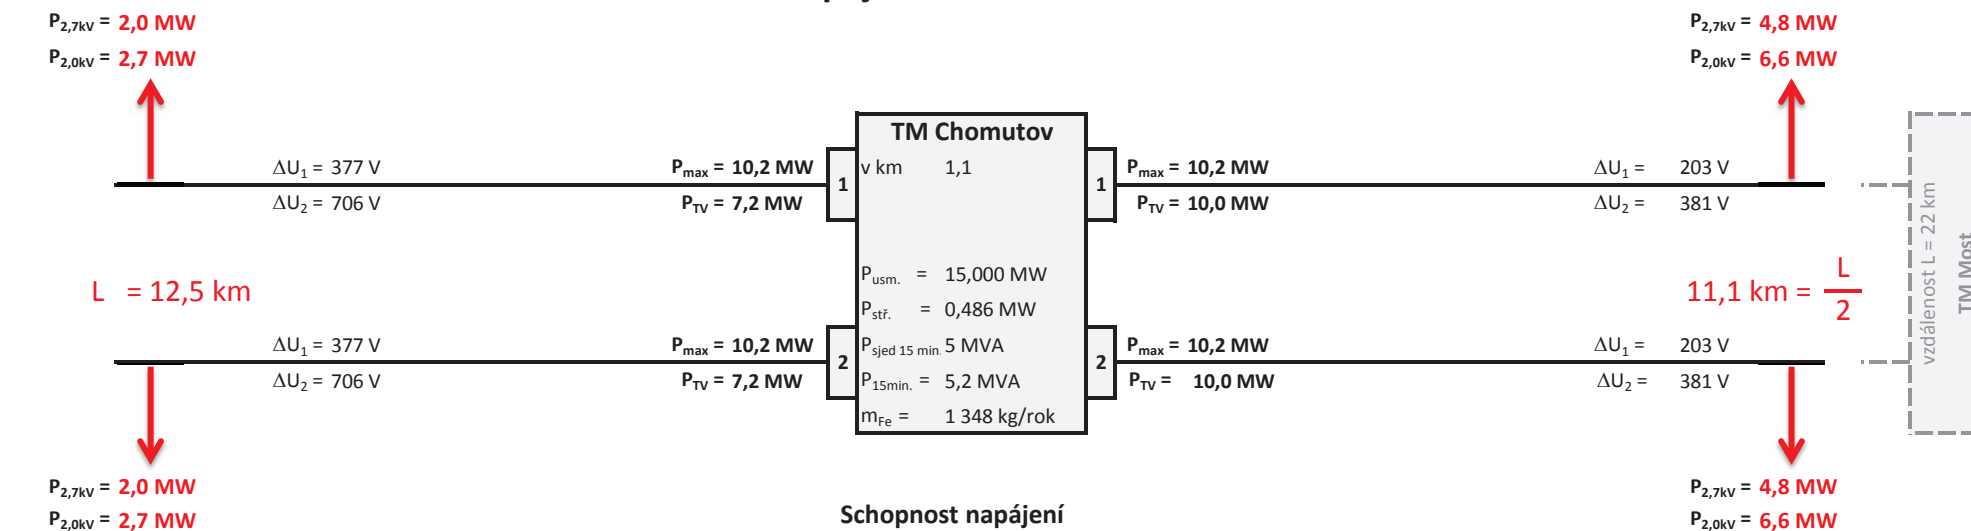 P2,7kV = 2,0 MW
P2,0kV = 2,7 MW
P2,7kV = 4,8 MW
P2,0kV = 6,6 MW
TM Chomutov
v km 1,1
ΔU1 = 377 V
ΔU2 = 706 V
Pmax = 10,2 MW
PTV = 7,2 MW
1
1
Pmax = 10,2 MW
PTV = 10,0 MW
ΔU1 = 203 V
ΔU2 = 381 V
L = 12,5 km
Pusm. = 15,000 MW
Pstř. = 0,486 MW
Psjed 15 min. 5 MVA
P15min. = 5,2 MVA
mFe = 1 348 kg/rok
11,1 km = L
2
vzdálenost L = 22 km
TM Most
ΔU1 = 377 V
ΔU2 = 706 V
Pmax = 10,2 MW
PTV = 7,2 MW
2
2
Pmax = 10,2 MW
PTV = 10,0 MW
ΔU1 = 203 V
ΔU2 = 381 V
P2,7kV = 2,0 MW
P2,0kV = 2,7 MW
Schopnost napájení
P2,7kV = 4,8 MW
P2,0kV = 6,6 MW